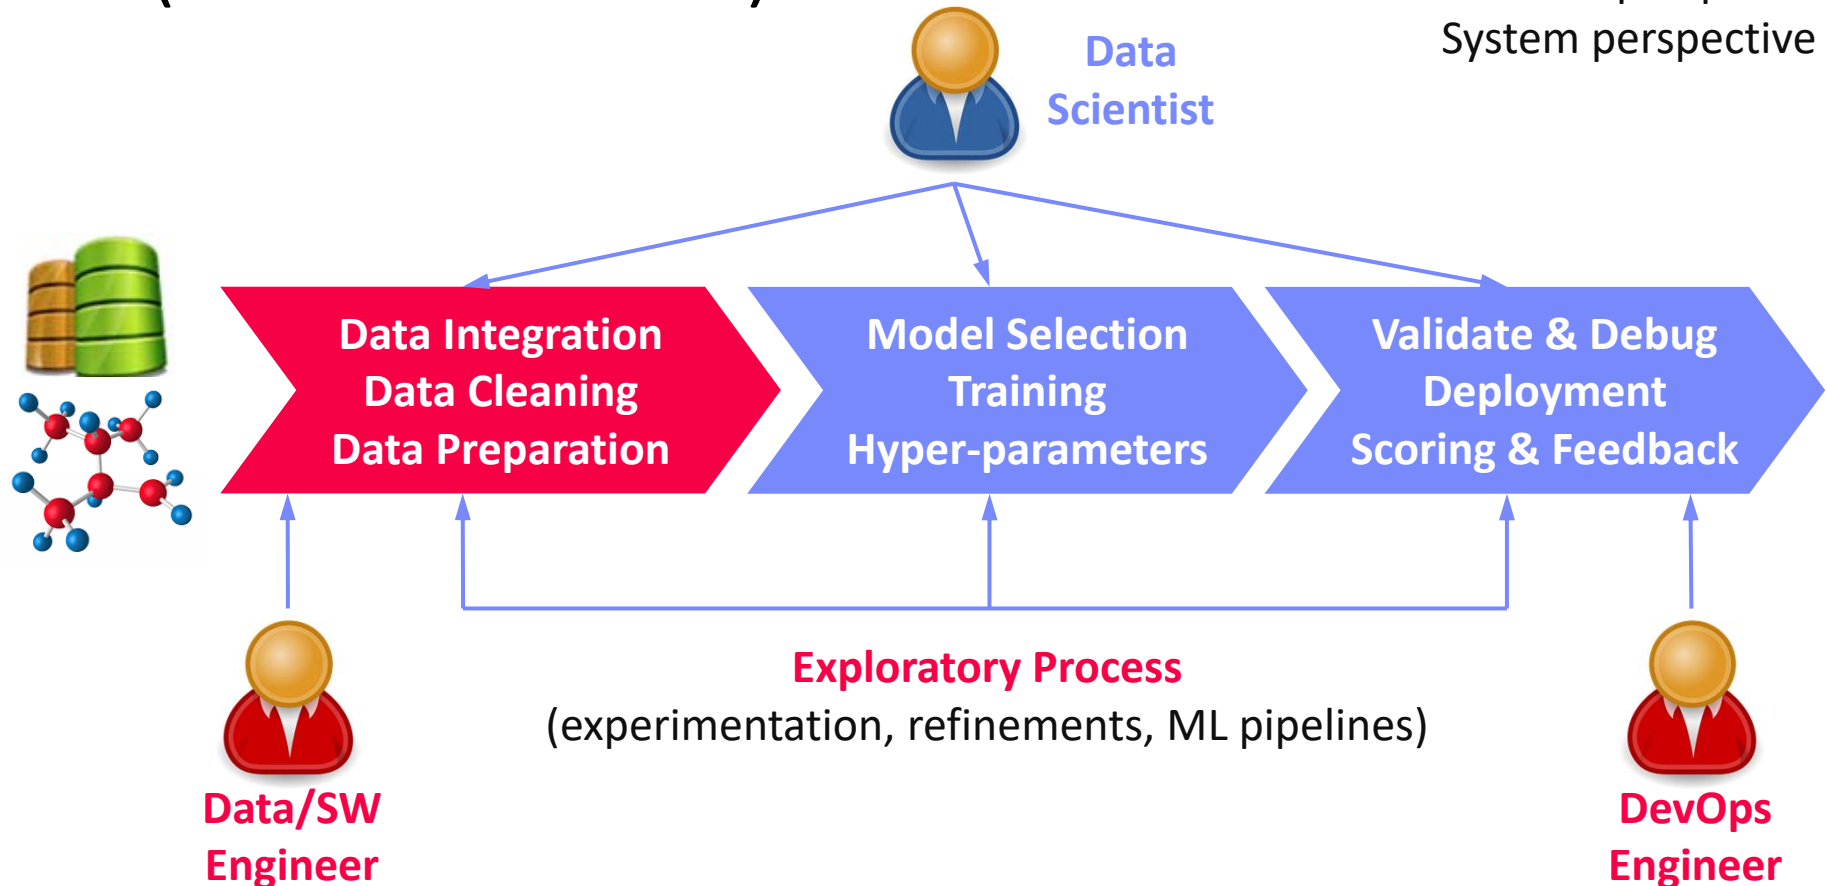 System perspective
Data
Scientist
Data Integration
Data Cleaning
Data Preparation
Model Selection
Training
Hyper-parameters
Validate & Debug
Deployment
Scoring & Feedback
Exploratory Process
(experimentation, refinements, ML pipelines)
Data/SW
Engineer
DevOps
Engineer